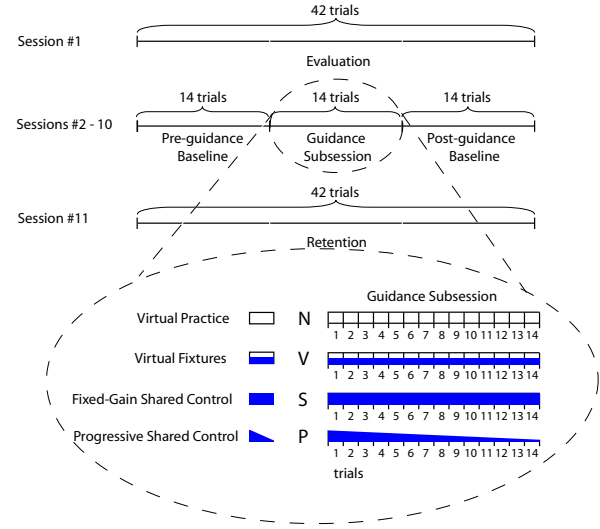 42 trials
Session #1
Evaluation
14 trials 14 trials 14 trials
Sessions #2 - 10
Pre-guidance Baseline
Guidance Subsession
Post-guidance Baseline
42 trials
Session #11
Retention
Guidance Subsession
Virtual Practice N
1 2 3 4 5 6 7 8 9 10 11 12 13 14
Virtual Fixtures V
1 2 3 4 5 6 7 8 9 10 11 12 13 14
Fixed-Gain Shared Control S
1 2 3 4 5 6 7 8 9 10 11 12 13 14
Progressive Shared Control P
1 2 3 4 5 6 7 8 9 10 11 12 13 14
trials